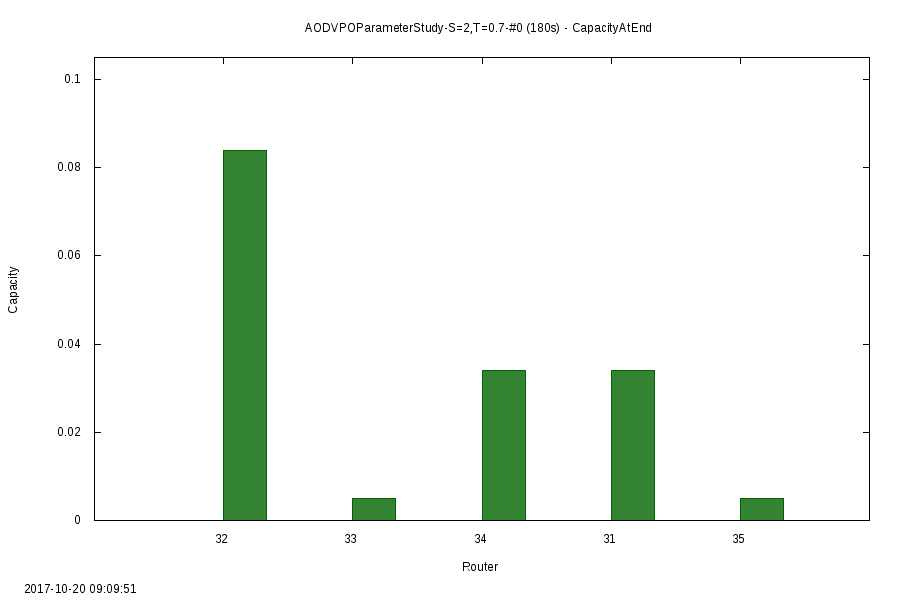 AODVPOParameterStudy-S=2,T=0.7-#0 (180s) - CapacityAtEnd
0.1
0.08
0.06
0.04
0.02
0
Capacity
32 33 34 31 35
Router
2017-10-20 09:09:51